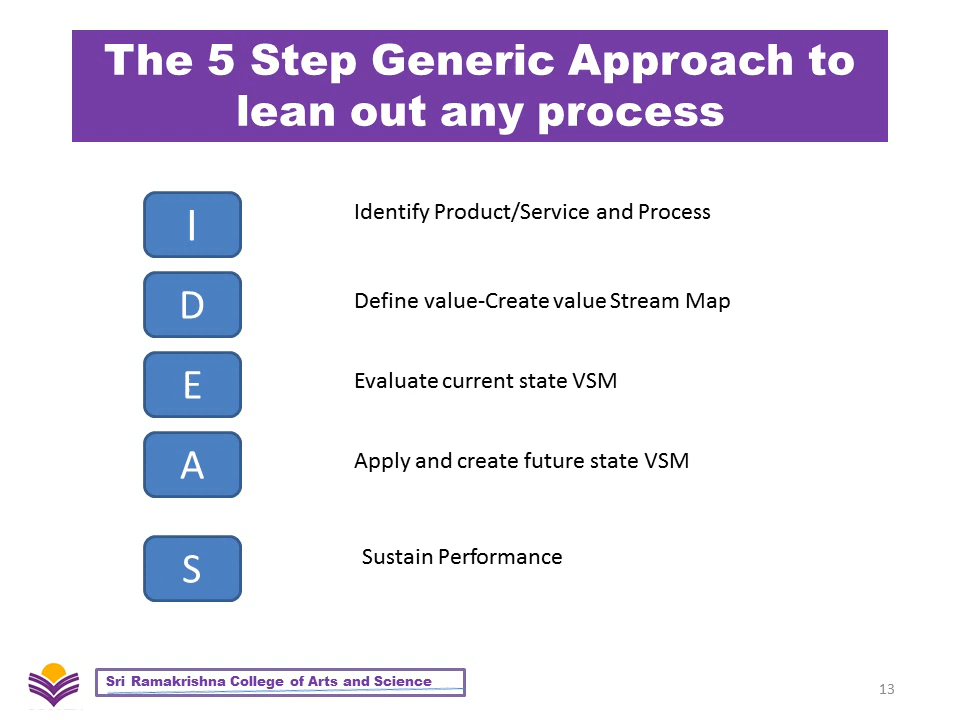 The 5 Step Generic Approach to
lean out any process
I
Identify Product/Service and Process
D
Define value-Create value Stream Map
E
Evaluate current state VSM
A
Apply and create future state VSM
S
Sustain Performance
Sri Ramakrishna College of Arts and Science
13